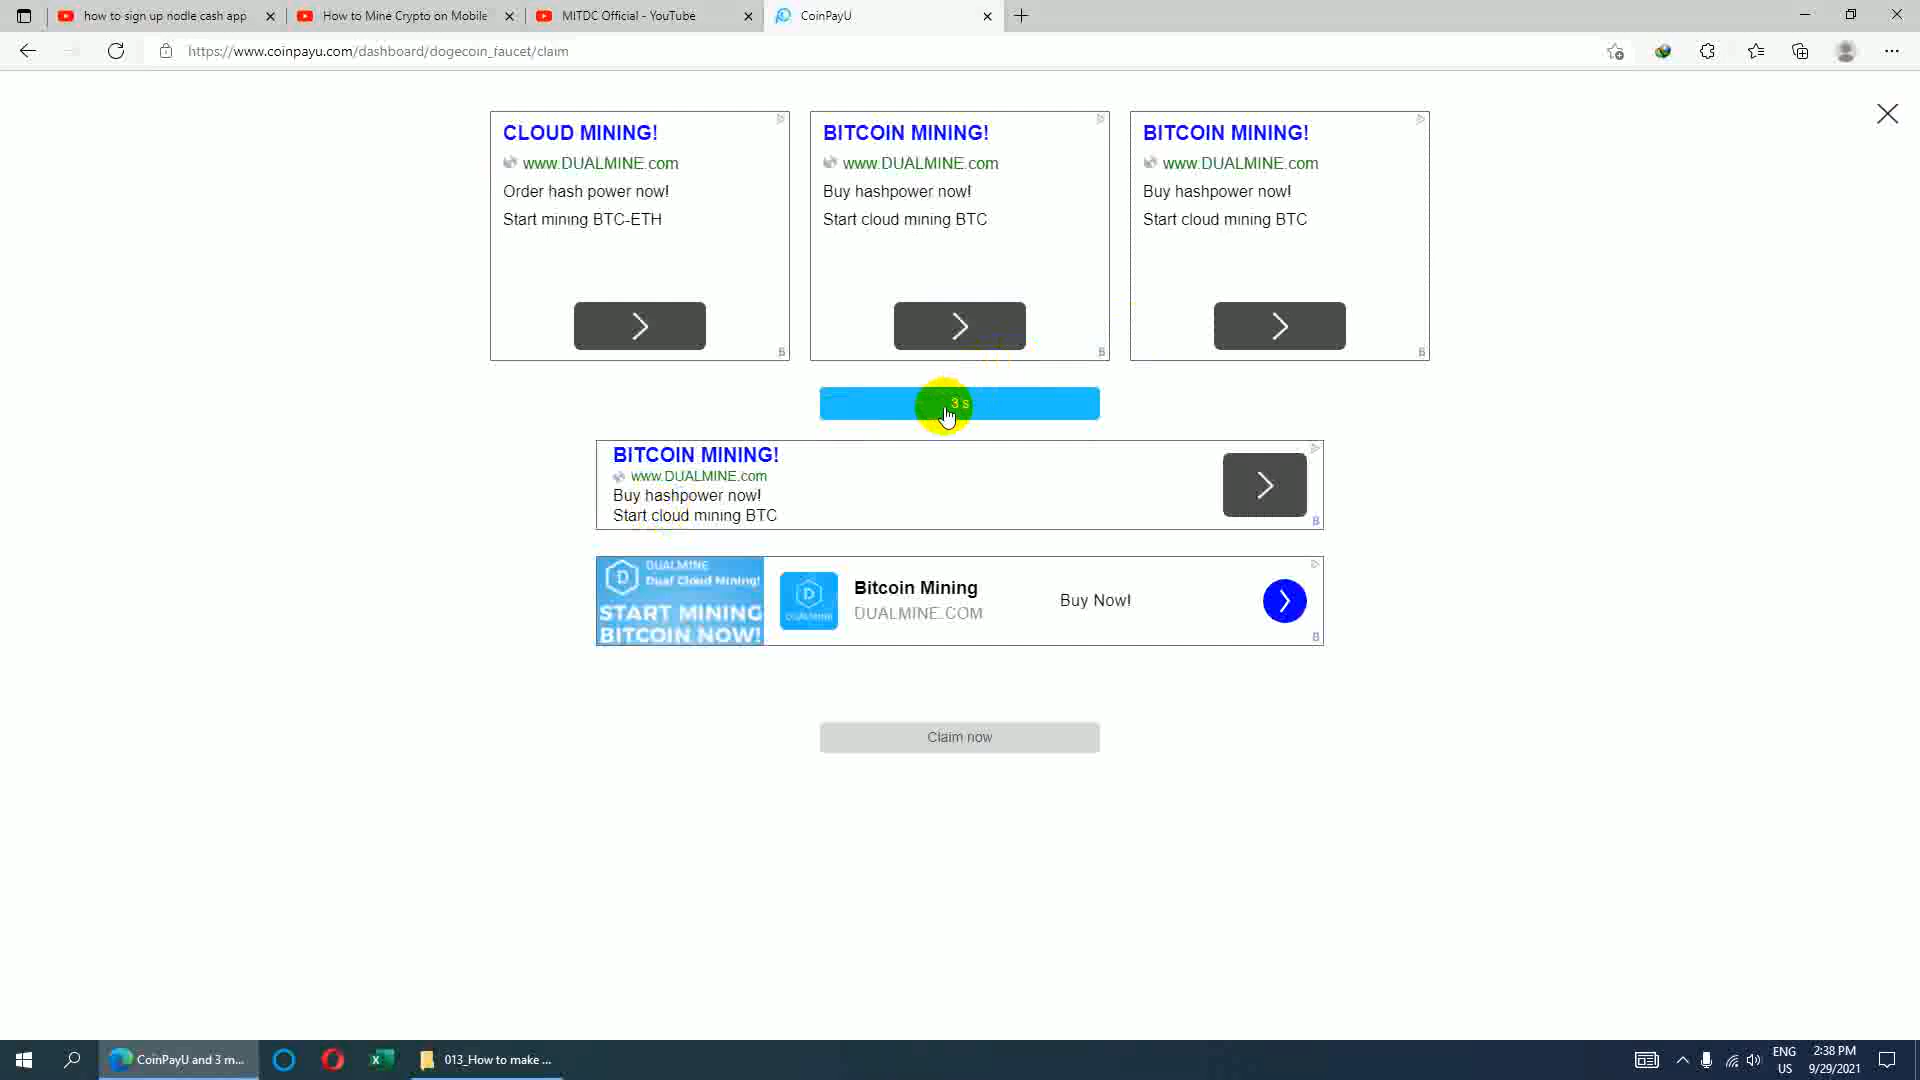 how to sign up nodle cash app
How to Mine Crypto on Mobile
MITDC Official - YouTube
CoinPayU
https://www.coinpayu.com/dashboard/dogecoin_faucet/claim
CLOUD MINING!
www.DUALMINE.com
Order hash power now!
Start mining BTC-ETH
BITCOIN MINING!
www.DUALMINE.com
Buy hashpower now!
Start cloud mining BTC
BITCOIN MINING!
www.DUALMINE.com
Buy hashpower now!
Start cloud mining BTC
3 s
BITCOIN MINING!
www.DUALMINE.com
Buy hashpower now!
Start cloud mining BTC
DUALMINE
Dual Cloud Mining!
START MINING
BITCOIN NOW!
DUALMINE
Bitcoin Mining
DUALMINE.COM
Buy Now!
Claim now
CoinPayU and 3 m...
013_How to make ...
ENG
US
2:38 PM
9/29/2021